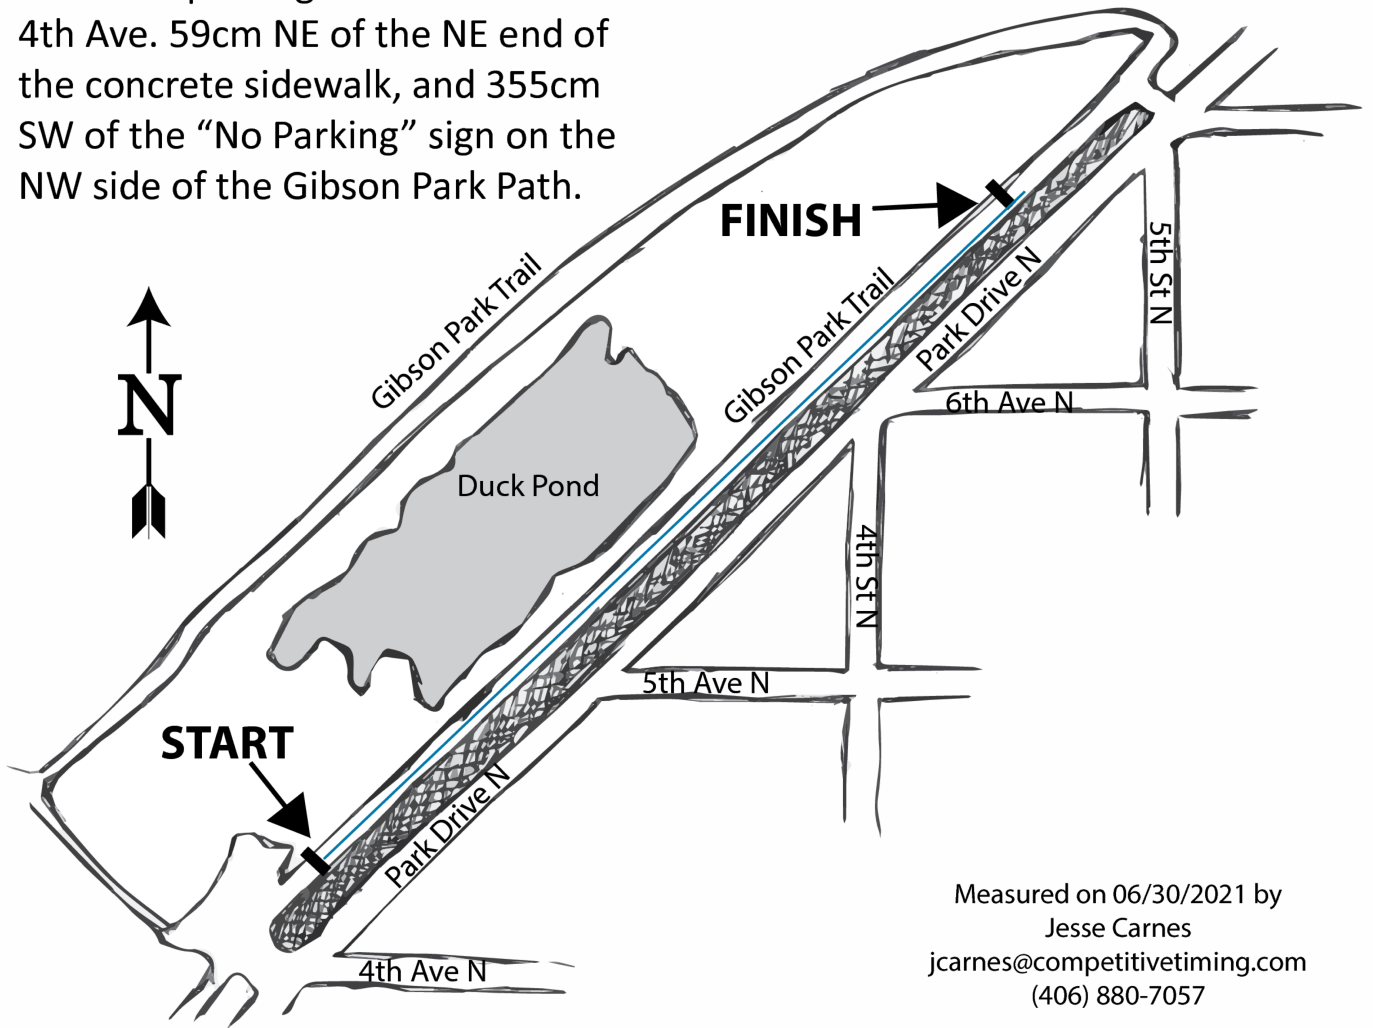 4th Ave. 59cm NE of the NE end of
the concrete sidewalk, and 355cm
SW of the “No Parking” sign on the
NW side of the Gibson Park Path.
FINISH
5th St N
Gibson Park Trail
Gibson Park Trail
Park Drive N
N
6th Ave N
Duck Pond
4th St N
5th Ave N
START
Park Drive N
4th Ave N
Measured on 06/30/2021 by
Jesse Carnes
jcarnes@competitivetiming.com
(406) 880-7057